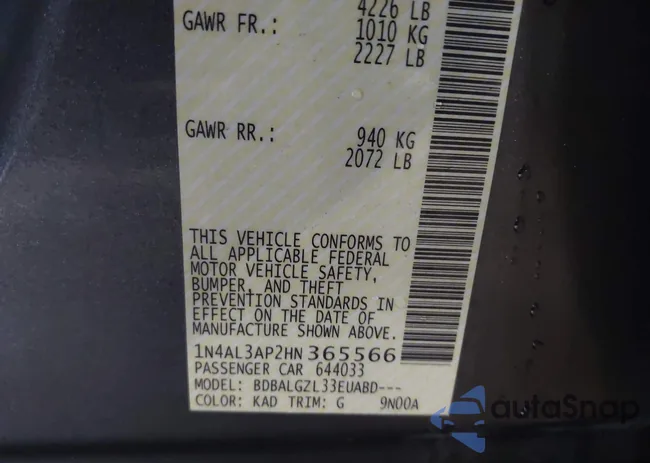 4226 LB
GAWR FR.: 1010 KG
2227 LB
GAWR RR.: 940 KG
2072 LB
THIS VEHICLE CONFORMS TO
ALL APPLICABLE FEDERAL
MOTOR VEHICLE SAFETY,
BUMPER, AND THEFT
PREVENTION STANDARDS IN
EFFECT ON THE DATE OF
MANUFACTURE SHOWN ABOVE.
1N4AL3AP2HN 365566
PASSENGER CAR 644033
MODEL: BDBALGZL33EUABD---
COLOR: KAD TRIM: G 9N00A
autoSnap